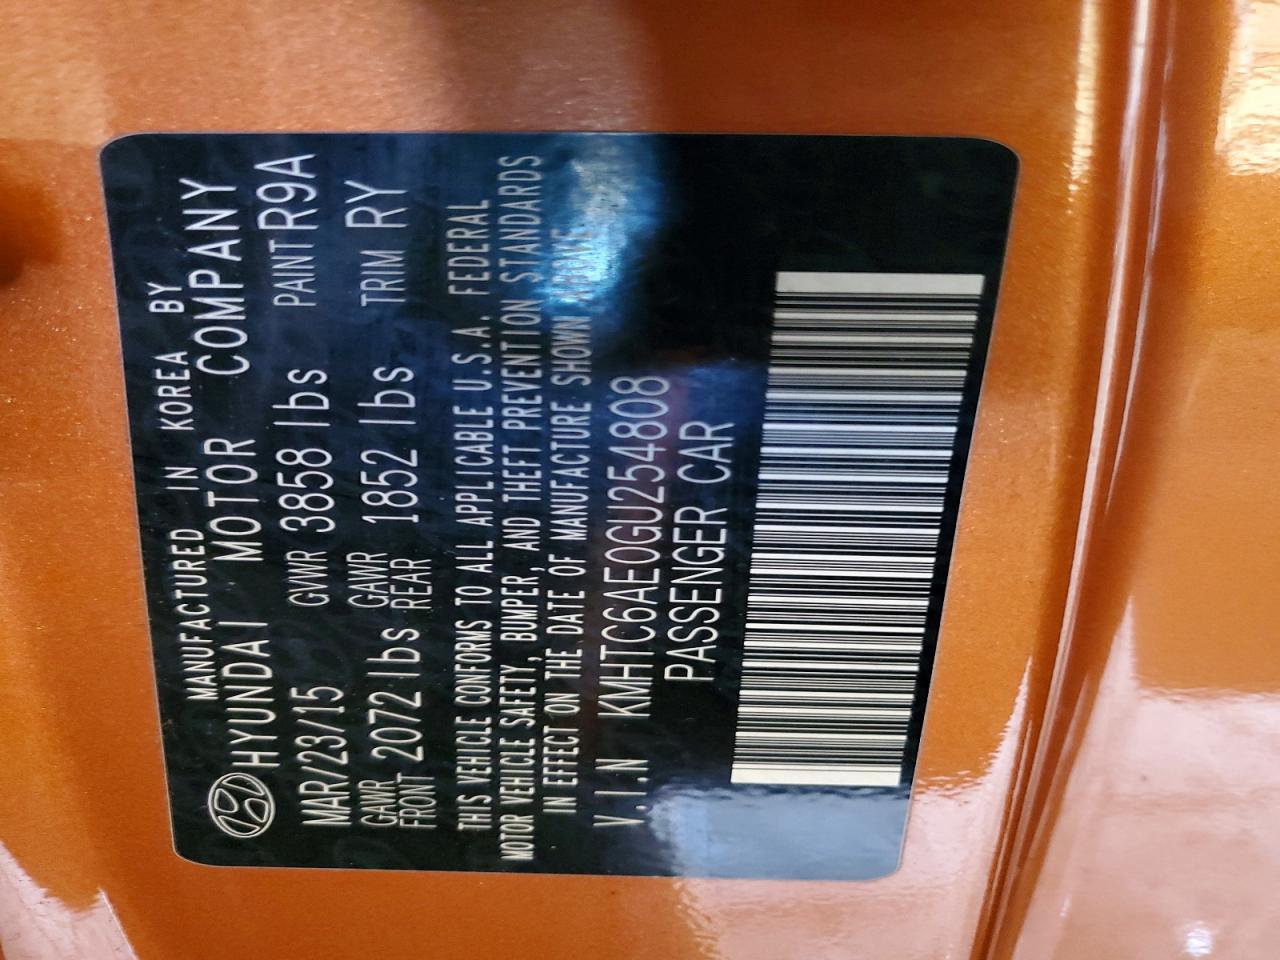 MANUFACTURED IN KOREA BY
HYUNDAI MOTOR COMPANY
MAR/23/15 GVWR 3858 lbs PAINT R9A
GAWR FRONT 2072 lbs GAWR REAR 1852 lbs TRIM RY
THIS VEHICLE CONFORMS TO ALL APPLICABLE U.S.A. FEDERAL
MOTOR VEHICLE SAFETY, BUMPER, AND THEFT PREVENTION STANDARDS
IN EFFECT ON THE DATE OF MANUFACTURE SHOWN ABOVE.
V.I.N KMHTC6AE0GU254808
PASSENGER CAR